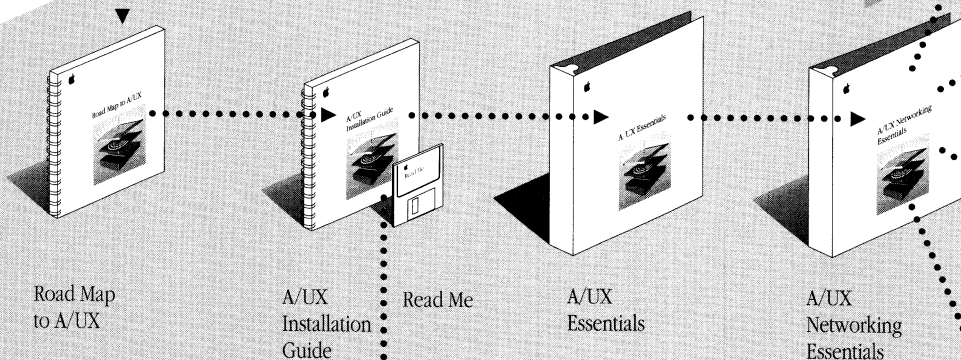 Road Map to A/UX
A/UX
Installation Guide
Read Me
A/UX Essentials
A/UX Networking
Essentials
Road Map
to A/UX
A/UX
Installation
Guide
Read Me
A/UX
Essentials
A/UX
Networking
Essentials